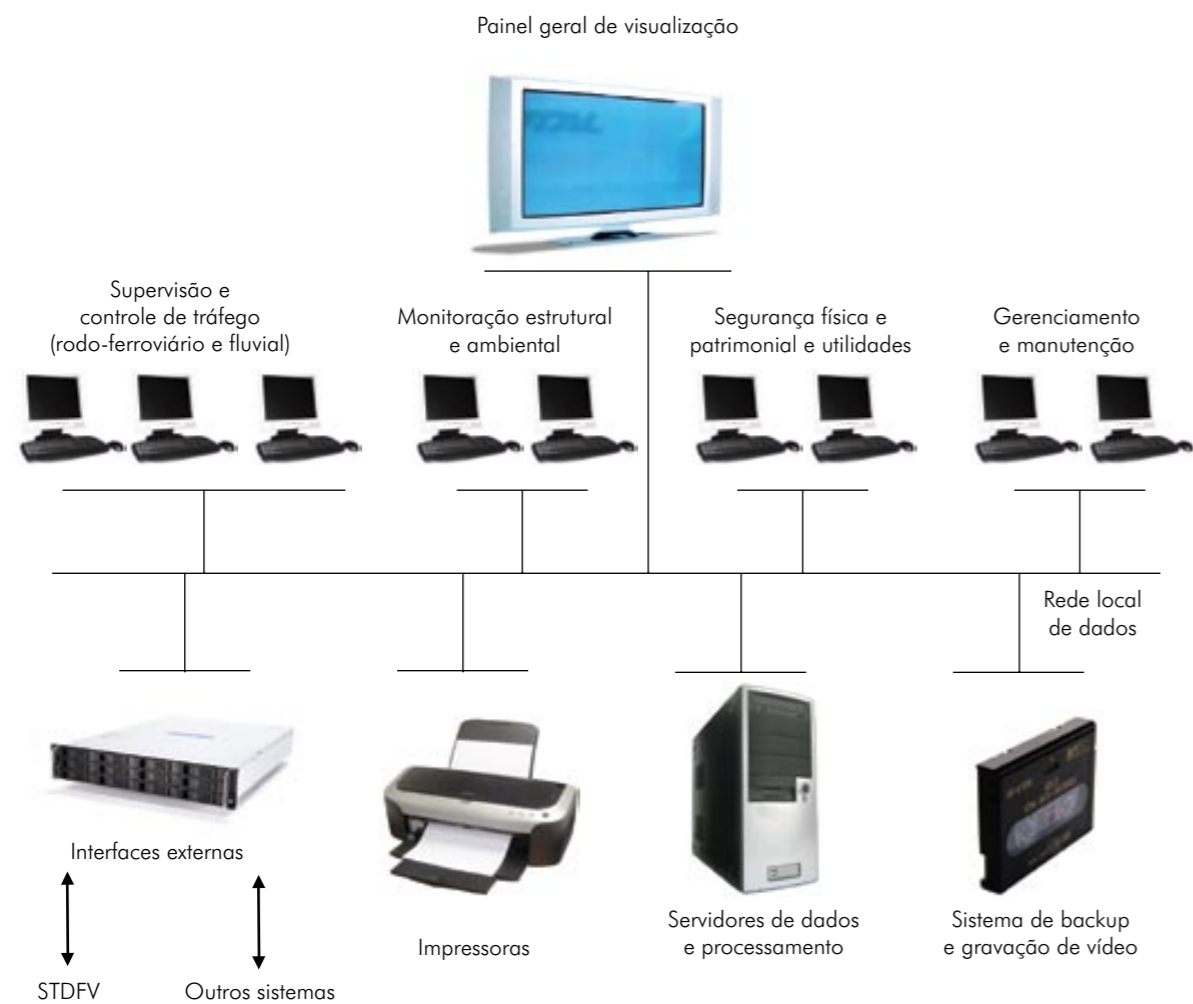 Painel geral de visualização
Supervisão e
controle de tráfego
(rodo-ferroviário e fluvial)
Monitoração estrutural
e ambiental
Segurança física e
patrimonial e utilidades
Gerenciamento
e manutenção
Rede local
de dados
Interfaces externas
Impressoras
Servidores de dados
e processamento
Sistema de backup
e gravação de vídeo
STDFV
Outros sistemas